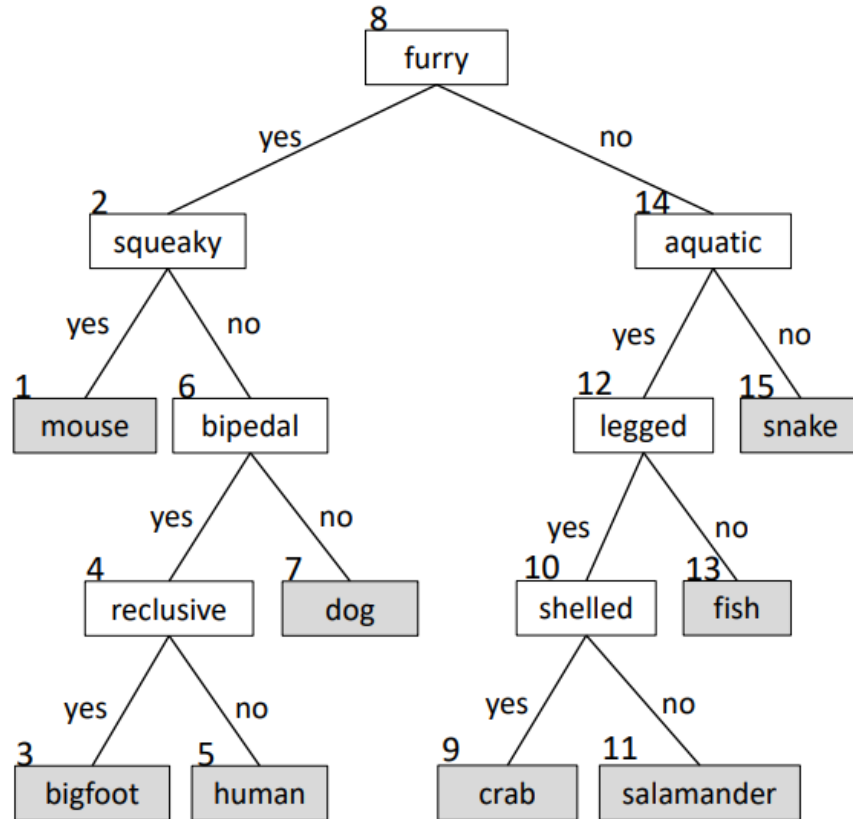 8
furry
yes no
2 14
squeaky aquatic
yes no yes no
1 6 12 15
mouse bipedal legged snake
yes no yes no
4 7 10 13
reclusive dog shelled fish
yes no yes no
3 5 9 11
bigfoot human crab salamander